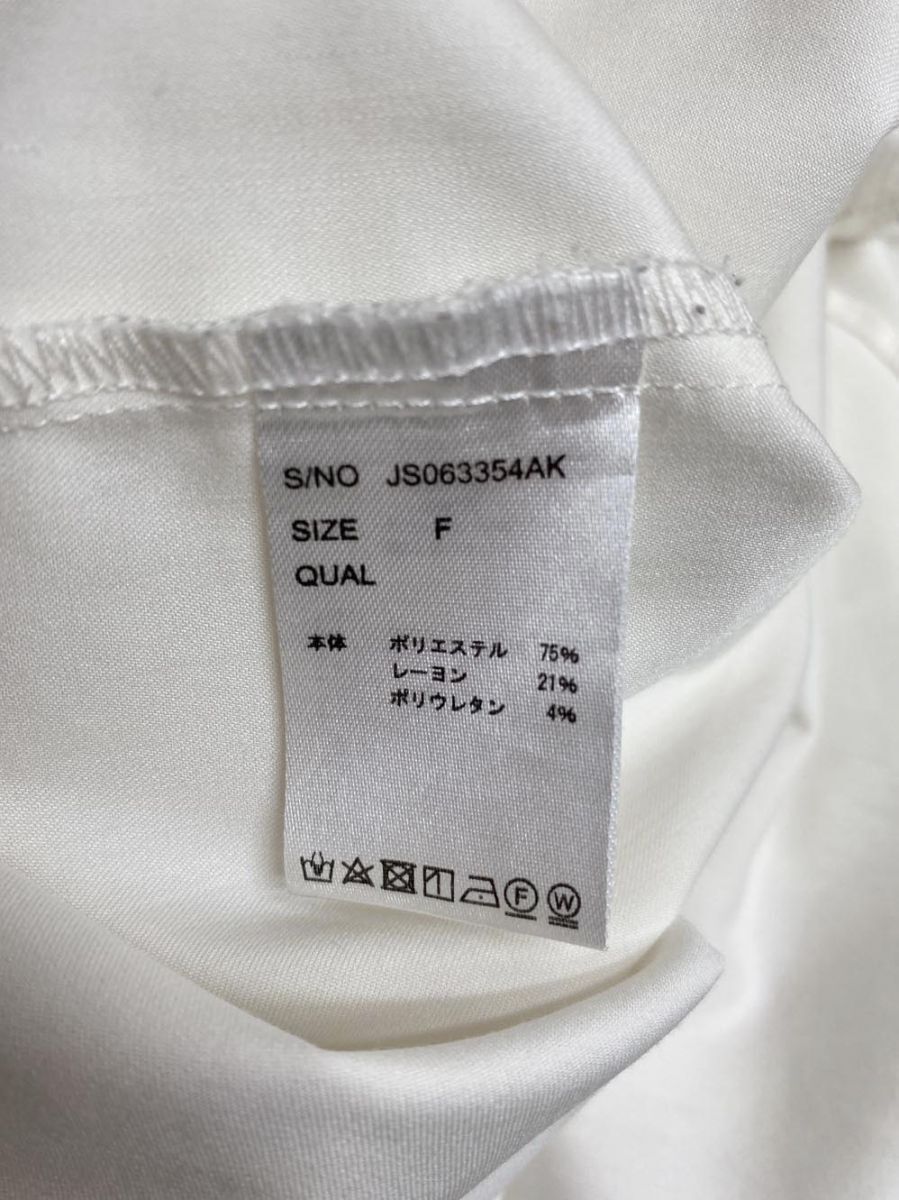 S/NO JS063354AK
SIZE F
QUAL
本体 ポリエステル 75%
レーヨン 21%
ポリウレタン 4%
F W